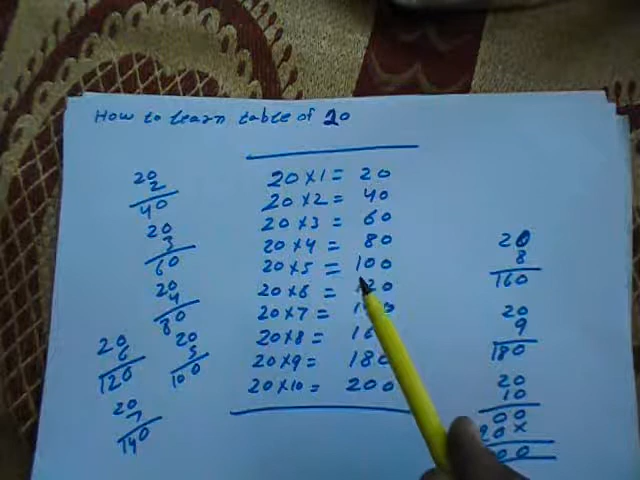 How to learn table of 20
20 x 1 = 20
20 x 2 = 40
20 x 3 = 60
20 x 4 = 80
20 x 5 = 100
20 x 6 =
20 x 7 =
20 x 8 =
20 x 9 = 180
20 x 10 = 200
20
2
40
20
3
60
20
4
80
20
5
100
20
6
120
20
7
140
20
8
160
20
9
180
20
10
00
20x